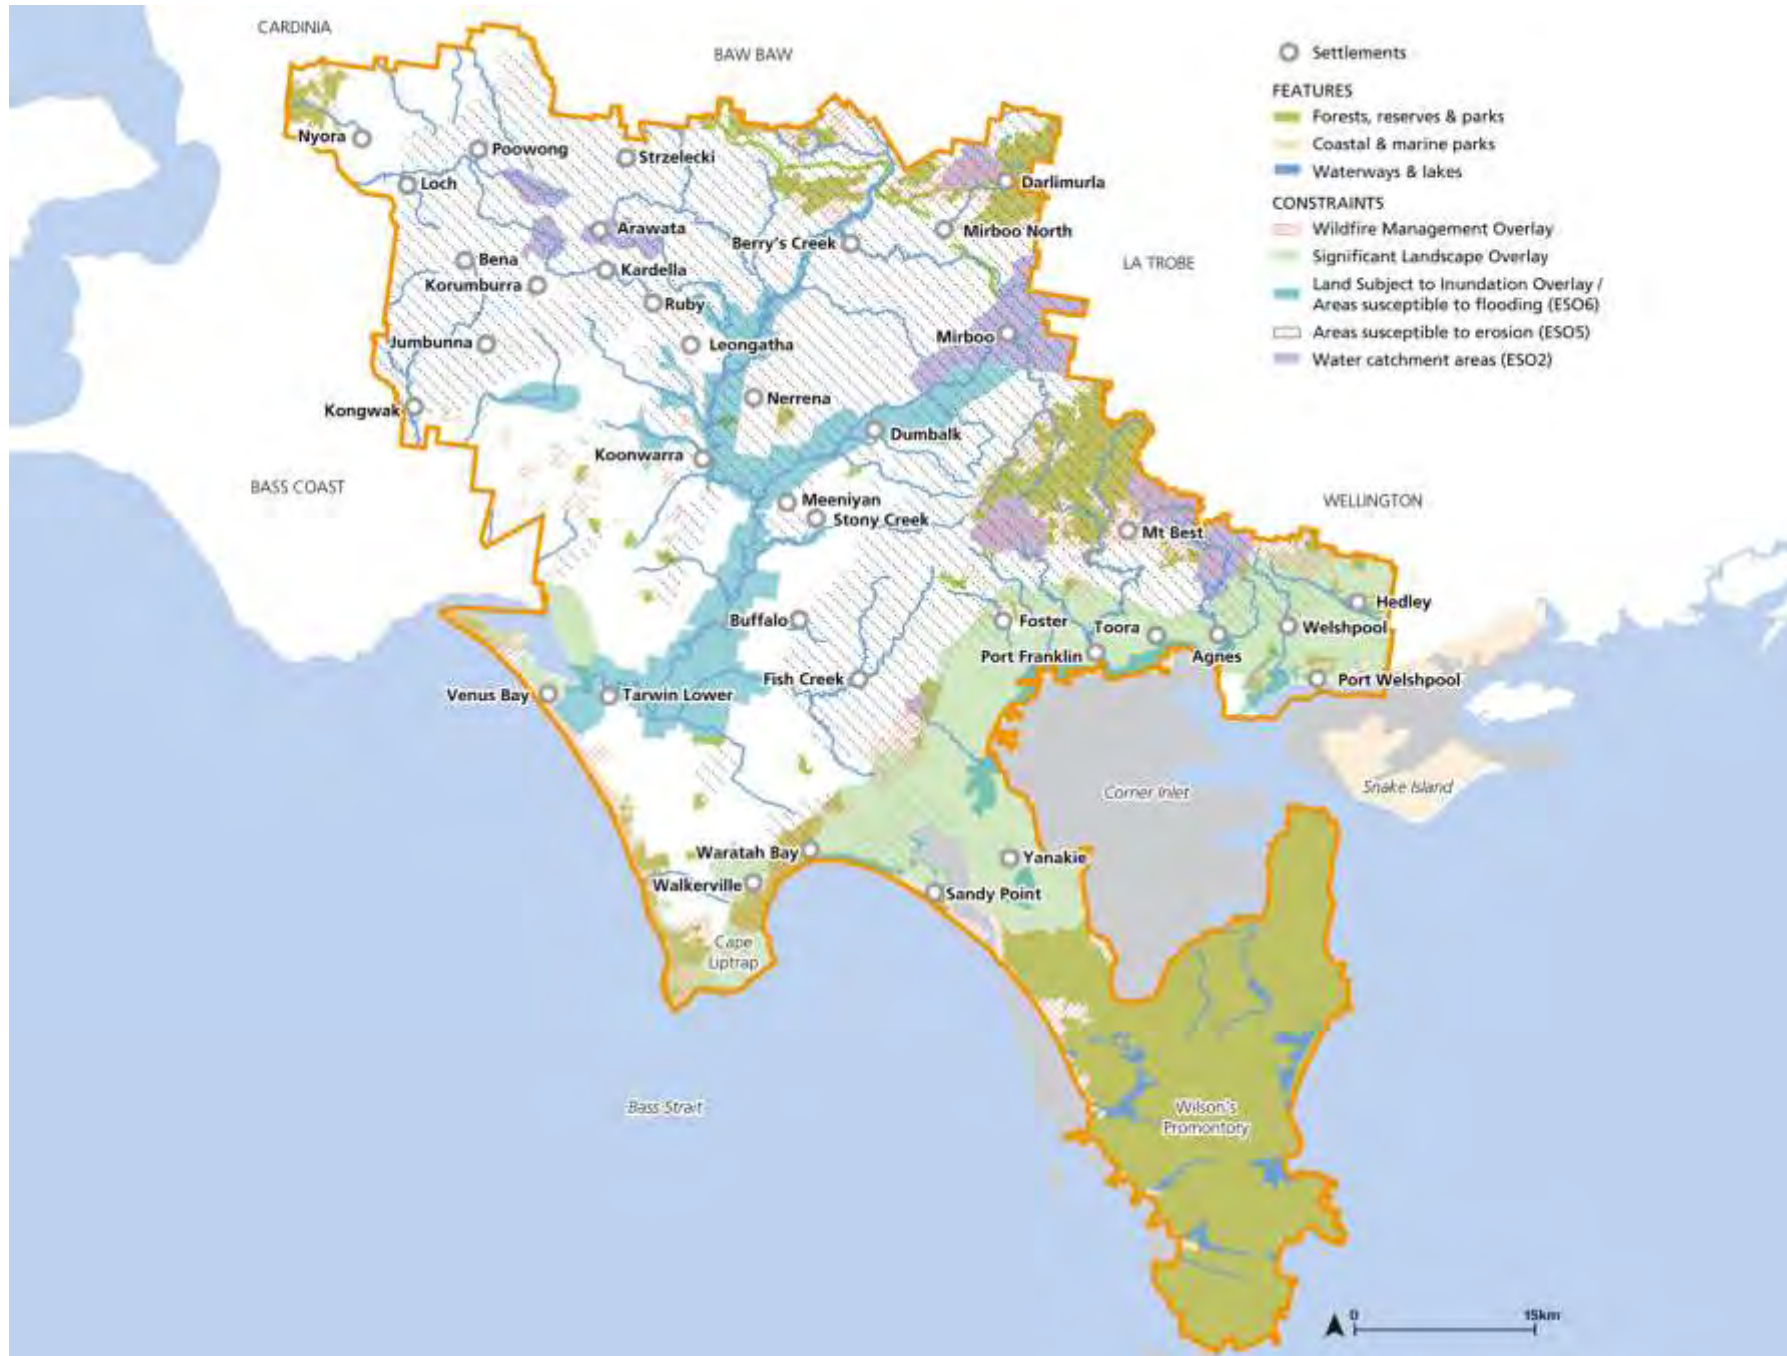 CARDINIA
BAW BAW
Settlements
FEATURES
Forests, reserves & parks
Coastal & marine parks
Waterways & lakes
CONSTRAINTS
Wildfire Management Overlay
Significant Landscape Overlay
Land Subject to Inundation Overlay /
Areas susceptible to flooding (ESO6)
Areas susceptible to erosion (ESO5)
Water catchment areas (ESO2)
Nyora
Poowong
Strzelecki
Loch
Darlimurla
Arawata
Berry's Creek
Mirboo North
Bena
Kardella
LA TROBE
Korumburra
Ruby
Jumbunna
Leongatha
Mirboo
Kongwak
Nerrena
Dumbalk
Koonwarra
BASS COAST
Meeniyan
WELLINGTON
Stony Creek
Mt Best
Hedley
Buffalo
Foster
Toora
Welshpool
Port Franklin
Agnes
Fish Creek
Port Welshpool
Venus Bay
Tarwin Lower
Corner Inlet
Snake Island
Waratah Bay
Yanakie
Walkerville
Sandy Point
Cape
Liptrap
Bass Strait
Wilson's
Promontory
0
15km